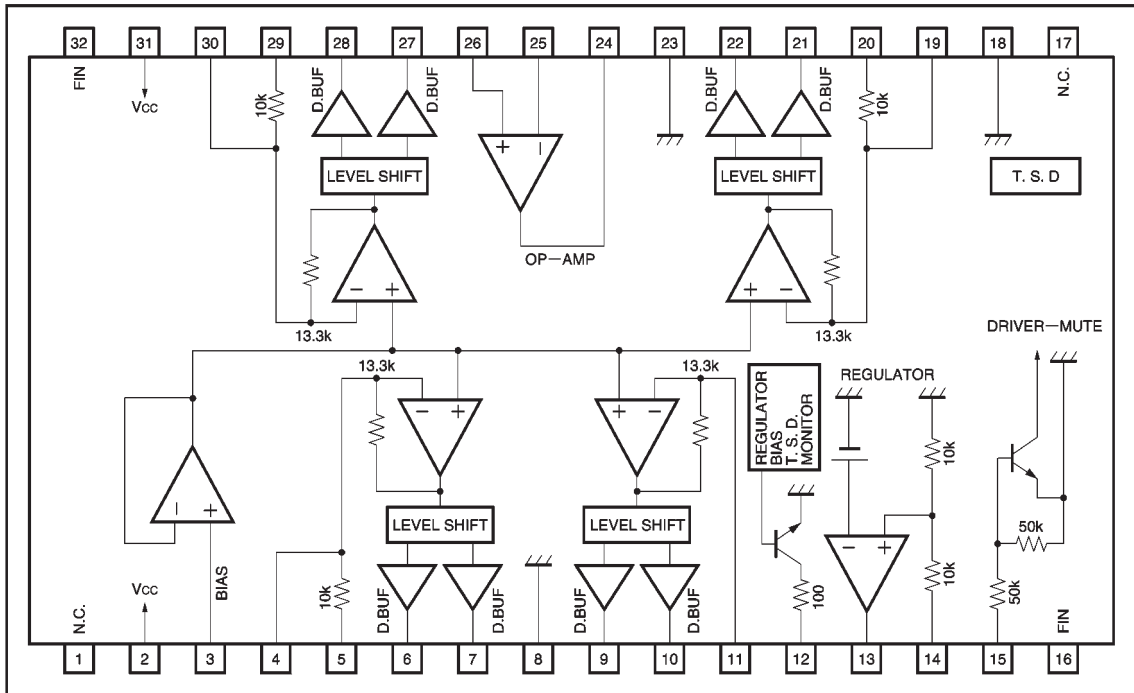 32 31 30 29 28 27 26 25 24 23 22 21 20 19 18 17
FIN
VCC
10k
D.BUF
D.BUF
D.BUF
D.BUF
10k
N.C.
+ −
LEVEL SHIFT
LEVEL SHIFT
T. S. D
OP−AMP
− +
+ −
13.3k
13.3k
DRIVER−MUTE
13.3k
13.3k
REGULATOR
− +
+ −
REGULATOR
BIAS
T. S. D.
MONITOR
10k
− +
LEVEL SHIFT
LEVEL SHIFT
− +
50k
N.C.
VCC
BIAS
10k
D.BUF
D.BUF
D.BUF
D.BUF
100
10k
50k
FIN
1 2 3 4 5 6 7 8 9 10 11 12 13 14 15 16